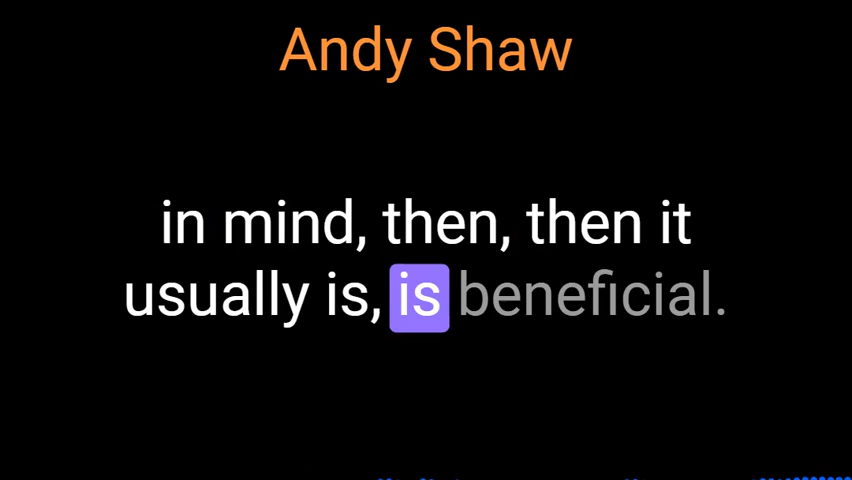 Andy Shaw
in mind, then, then it
usually is, is beneficial.